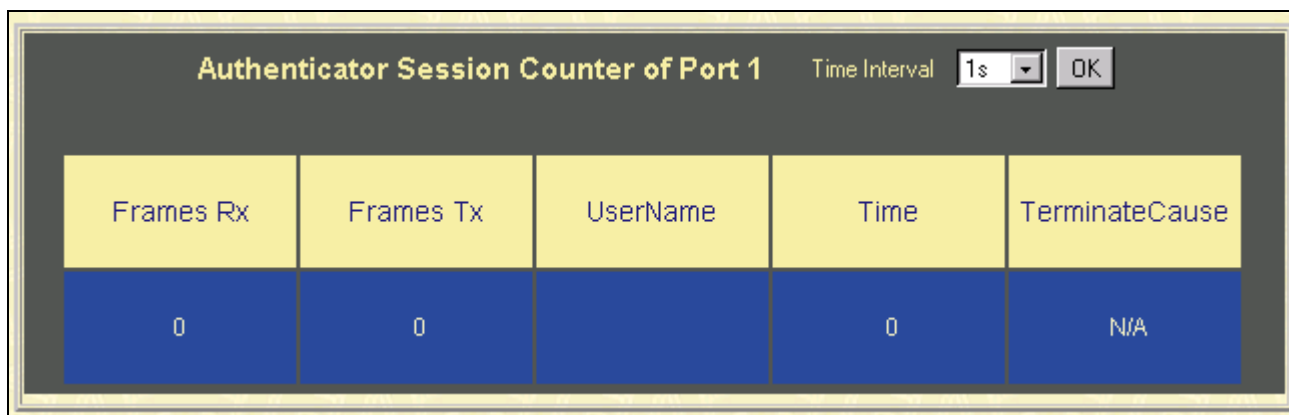 Authenticator Session Counter of Port 1 Time Interval 1s OK
Frames Rx Frames Tx UserName Time TerminateCause
0 0 0 N/A